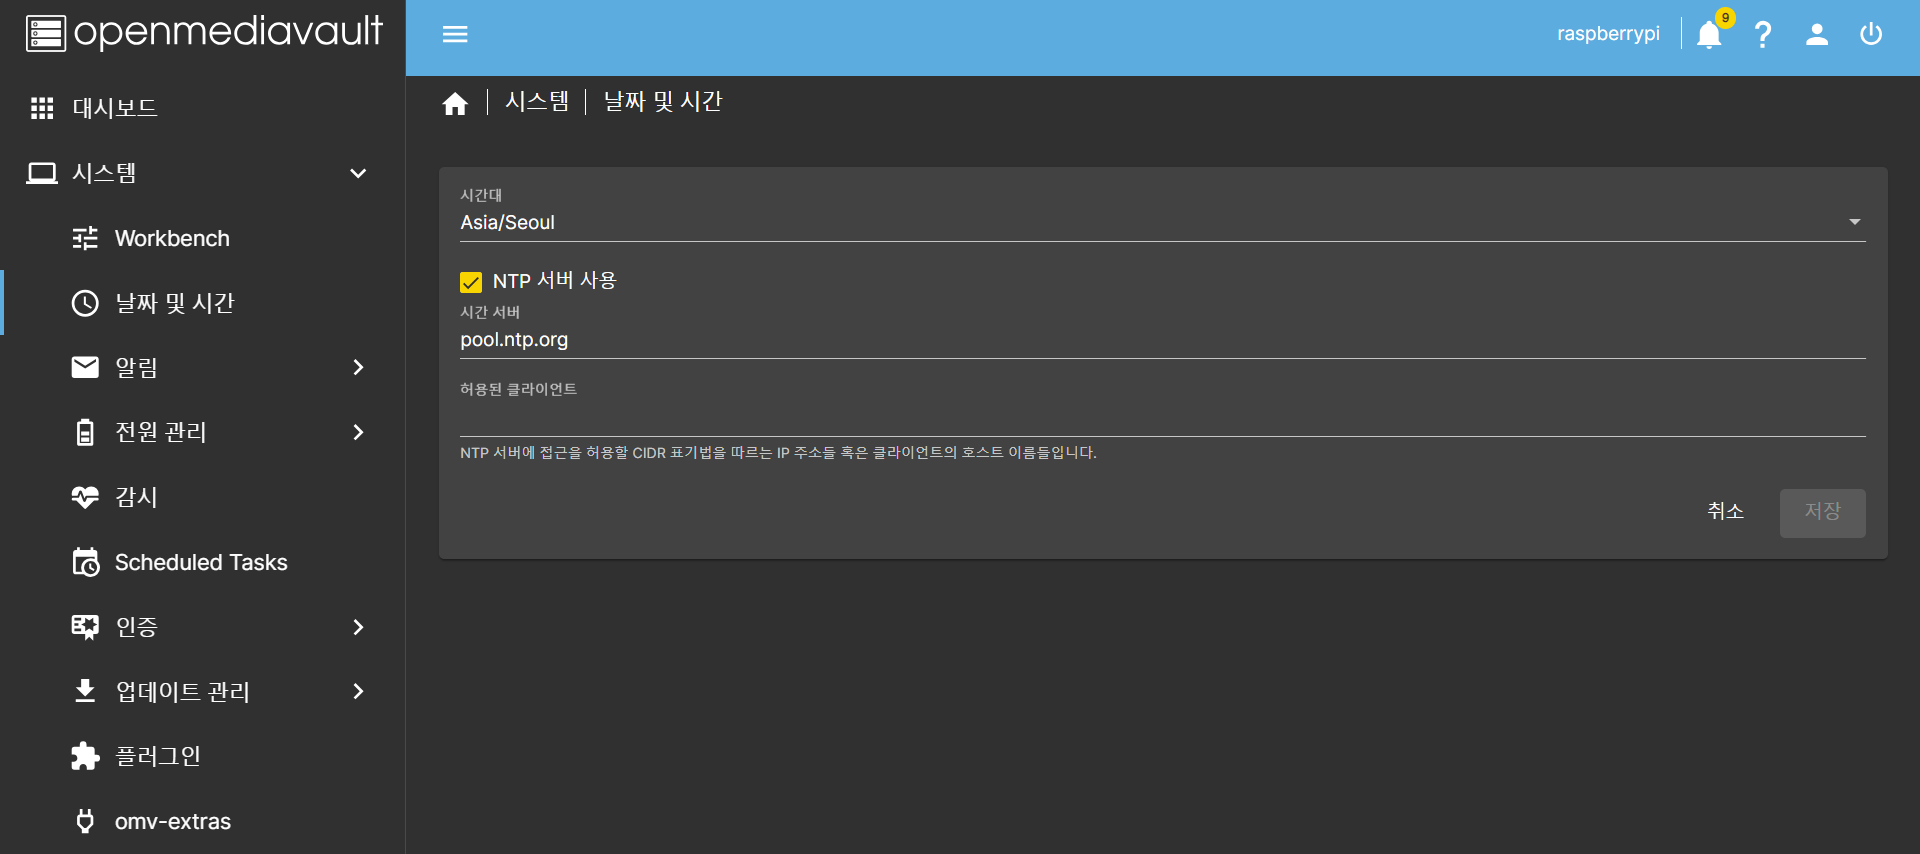 openmediavault
raspberrypi
9
대시보드
시스템
Workbench
날짜 및 시간
알림
전원 관리
감시
Scheduled Tasks
인증
업데이트 관리
플러그인
omv-extras
시스템 | 날짜 및 시간
시간대
Asia/Seoul
NTP 서버 사용
시간 서버
pool.ntp.org
허용된 클라이언트
NTP 서버에 접근을 허용할 CIDR 표기법을 따르는 IP 주소들 혹은 클라이언트의 호스트 이름들입니다.
취소
저장